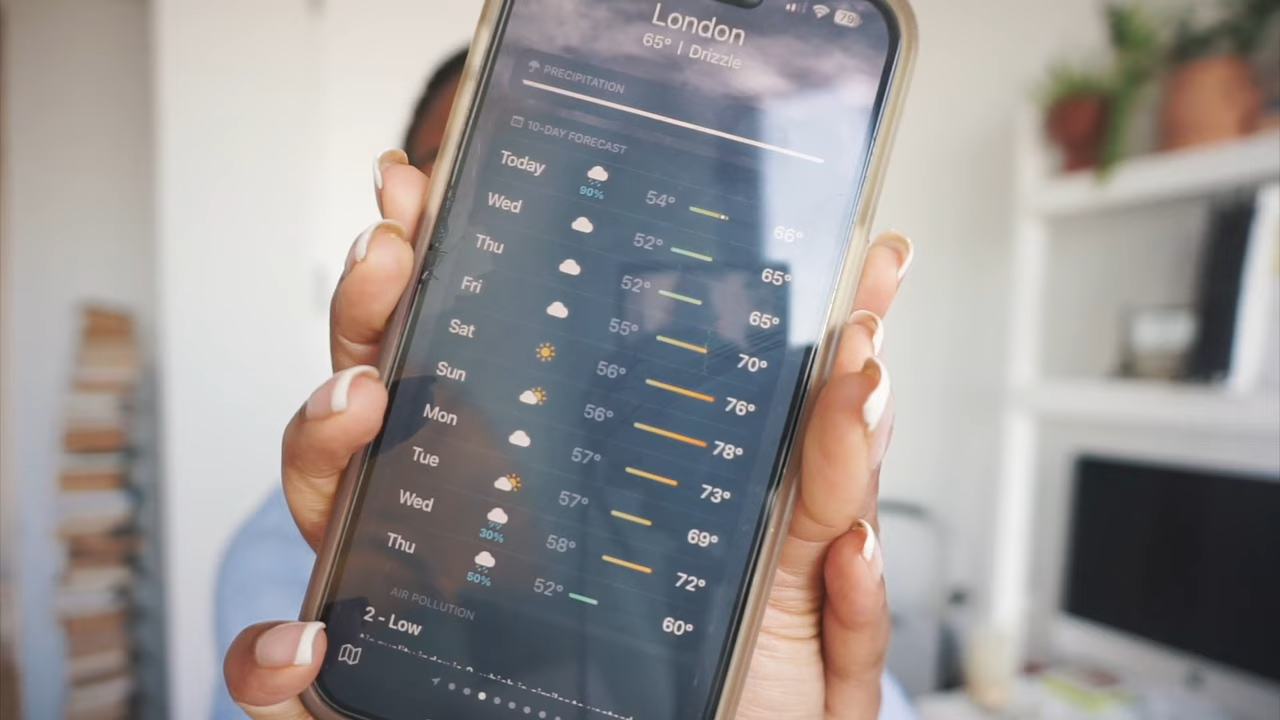 79
London
65° | Drizzle
PRECIPITATION
10-DAY FORECAST
Today 90% 54° 66°
Wed 52° 65°
Thu 52° 65°
Fri 55° 70°
Sat 56° 76°
Sun 56° 78°
Mon 57° 73°
Tue 57° 69°
Wed 30% 58° 72°
Thu 50% 52° 60°
AIR POLLUTION
2 - Low